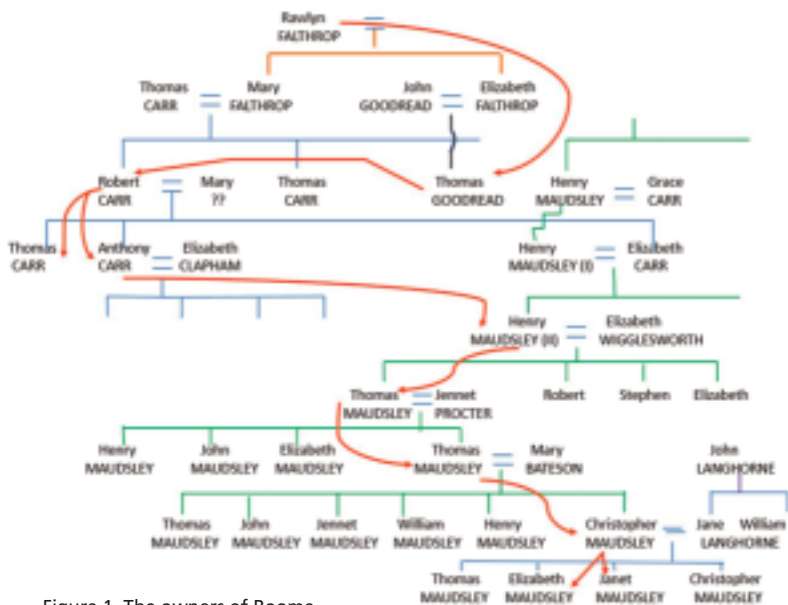 Rawlyn
FALTHROP
Thomas
CARR
Mary
FALTHROP
John
GOODREAD
Elizabeth
FALTHROP
Robert
CARR
Mary
??
Thomas
CARR
Thomas
GOODREAD
Henry
MAUDSLEY
Grace
CARR
Thomas
CARR
Anthony
CARR
Elizabeth
CLAPHAM
Henry
MAUDSLEY (I)
Elizabeth
CARR
Henry
MAUDSLEY (II)
Elizabeth
WIGGLESWORTH
Thomas
MAUDSLEY
Jennet
PROCTER
Robert
Stephen
Elizabeth
Henry
MAUDSLEY
John
MAUDSLEY
Elizabeth
MAUDSLEY
Thomas
MAUDSLEY
Mary
BATESON
John
LANGHORNE
Thomas
MAUDSLEY
John
MAUDSLEY
Jennet
MAUDSLEY
William
MAUDSLEY
Henry
MAUDSLEY
Christopher
MAUDSLEY
Jane William
LANGHORNE
Thomas
MAUDSLEY
Elizabeth
MAUDSLEY
Janet
MAUDSLEY
Christopher
MAUDSLEY
Figure 1. The owners of Rooms